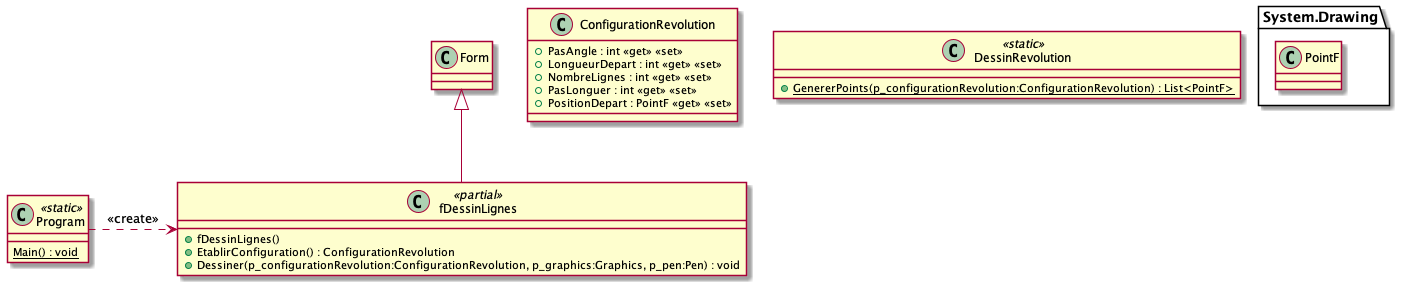 C Form
C ConfigurationRevolution
PasAngle : int «get» «set»
LongueurDepart : int «get» «set»
NombreLignes : int «get» «set»
PasLonguer : int «get» «set»
PositionDepart : PointF «get» «set»
«static»
C DessinRevolution
GenererPoints(p_configurationRevolution:ConfigurationRevolution) : List<PointF>
System.Drawing
C PointF
«static»
C Program
Main() : void
«create»
«partial»
C fDessinLignes
fDessinLignes()
EtablirConfiguration() : ConfigurationRevolution
Dessiner(p_configurationRevolution:ConfigurationRevolution, p_graphics:Graphics, p_pen:Pen) : void